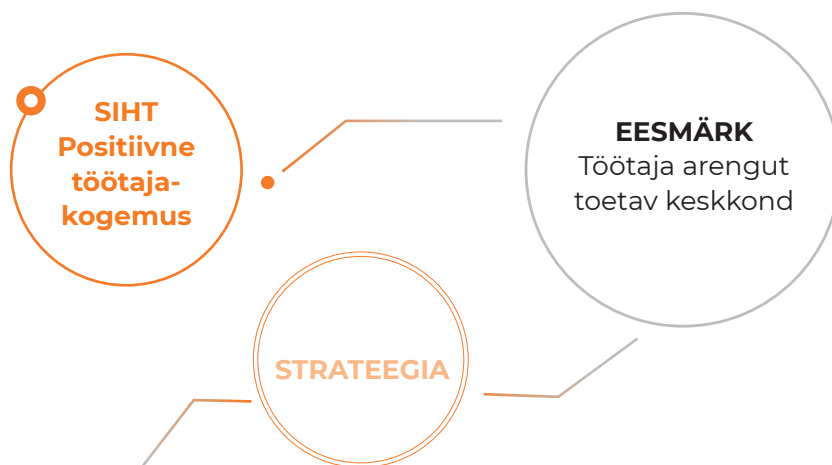 SIHT
Positiivne
töötaja-
kogemus
EESMÄRK
Töötaja arengut
toetav keskkond
STRATEEGIA